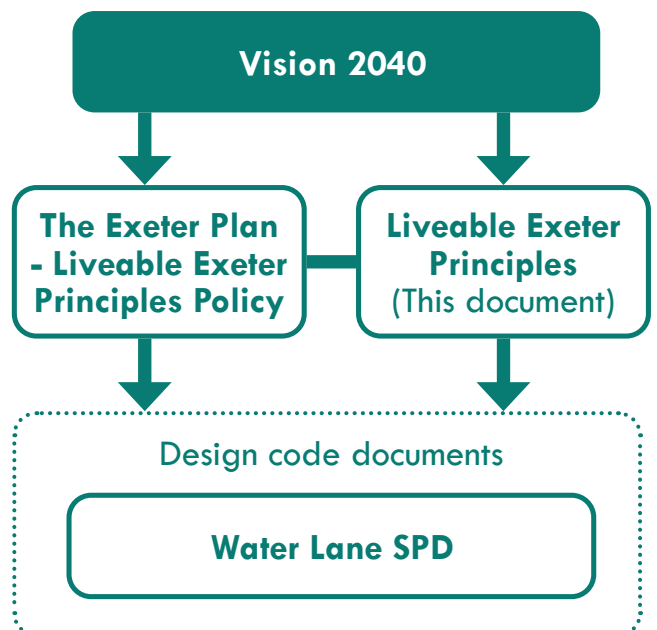 Vision 2040
The Exeter Plan
- Liveable Exeter
Principles Policy
Liveable Exeter
Principles
(This document)
Design code documents
Water Lane SPD